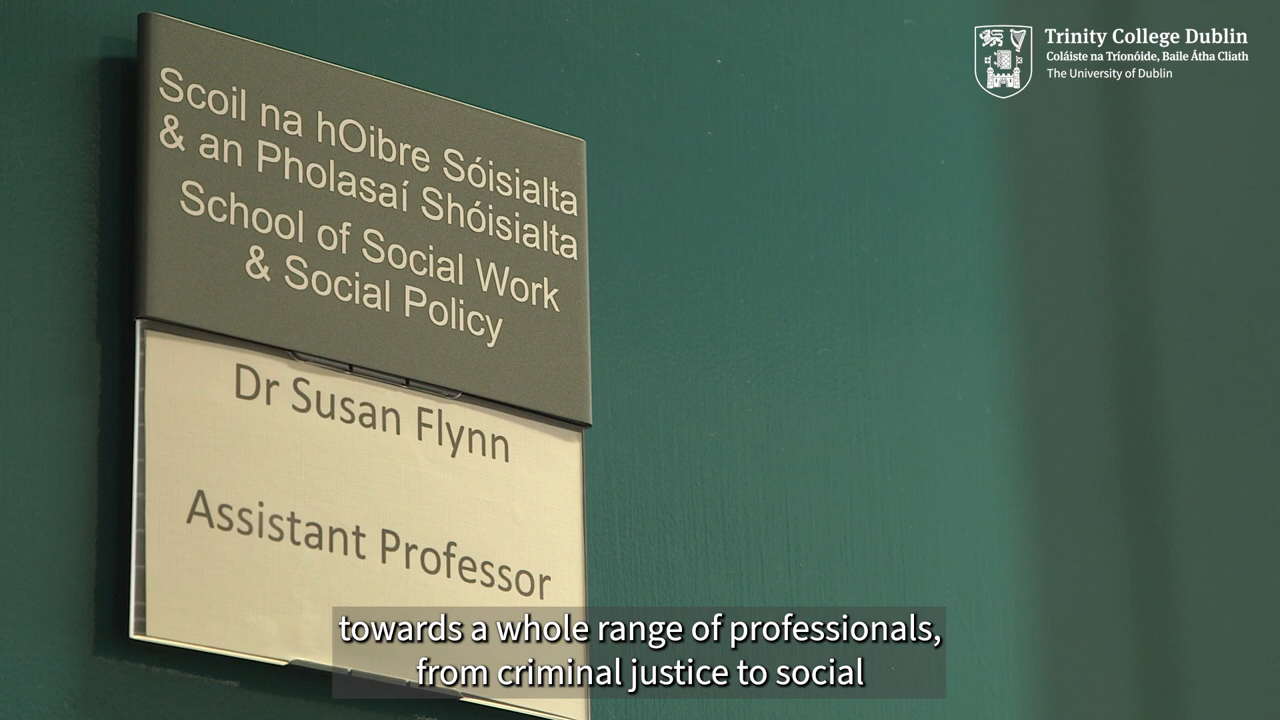 Trinity College Dublin
Coláiste na Tríonóide, Baile Átha Cliath
The University of Dublin
Scoil na hOibre Sóisialta
& an Pholasaí Shóisialta
School of Social Work
& Social Policy
Dr Susan Flynn
Assistant Professor
towards a whole range of professionals,
from criminal justice to social